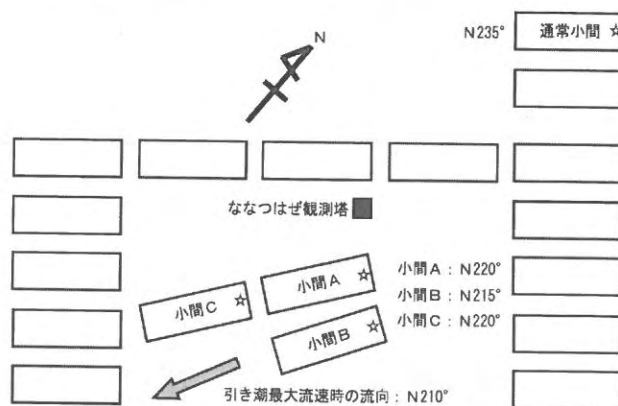 N
N235° 通常小間 ☆
ななつはぜ観測塔
小間A ☆
小間A：N220°
小間B：N215°
小間C：N220°
小間C ☆
小間B ☆
引き潮最大流速時の流向：N210°